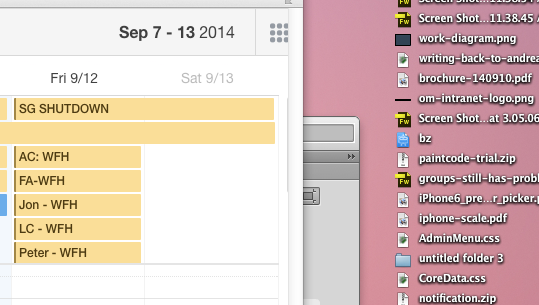 Sep 7 - 13 2014
Fri 9/12
Sat 9/13
SG SHUTDOWN
AC: WFH
FA-WFH
Jon - WFH
LC - WFH
Peter - WFH
Screen Shot...11.38.45
work-diagram.png
writing-back-to-andrea
brochure-140910.pdf
om-intranet-logo.png
Screen Shot...at 3.05.06
bz
paintcode-trial.zip
groups-still-has-probl
iPhone6_pre...r_picker.p
iphone-scale.pdf
AdminMenu.css
untitled folder 3
CoreData.css
notification.zip